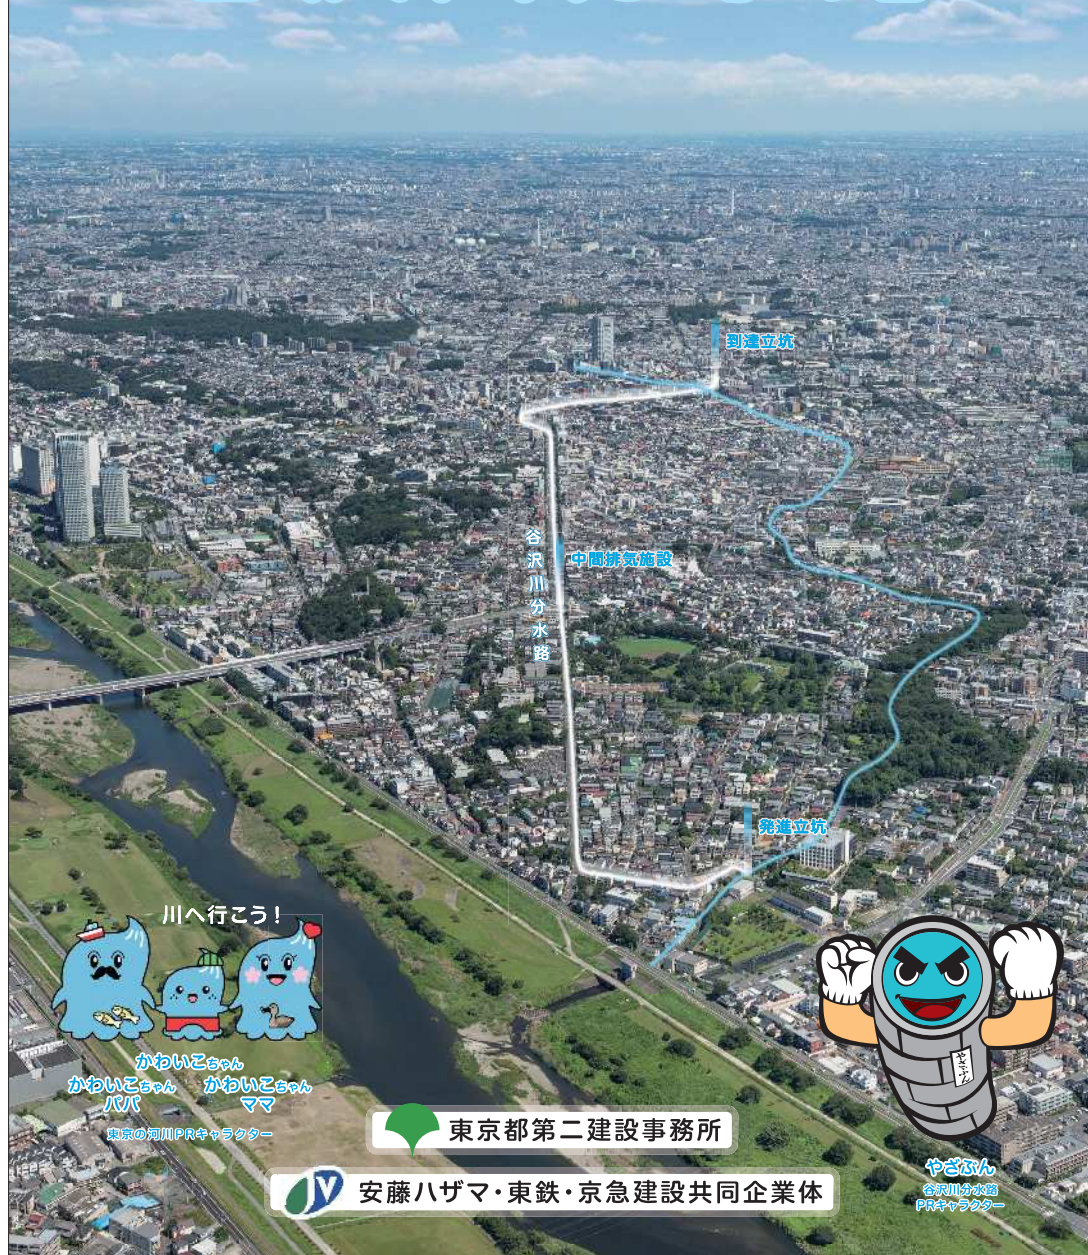 到達立坑
谷沢川分水路
中間排気施設
発進立坑
川へ行こう!
かわいこちゃん
かわいこちゃん
パパ
かわいこちゃん
ママ
東京の河川PRキャラクター
やざぶん
やざぶん
谷沢川分水路
PRキャラクター
東京都第二建設事務所
安藤ハザマ・東鉄・京急建設共同企業体